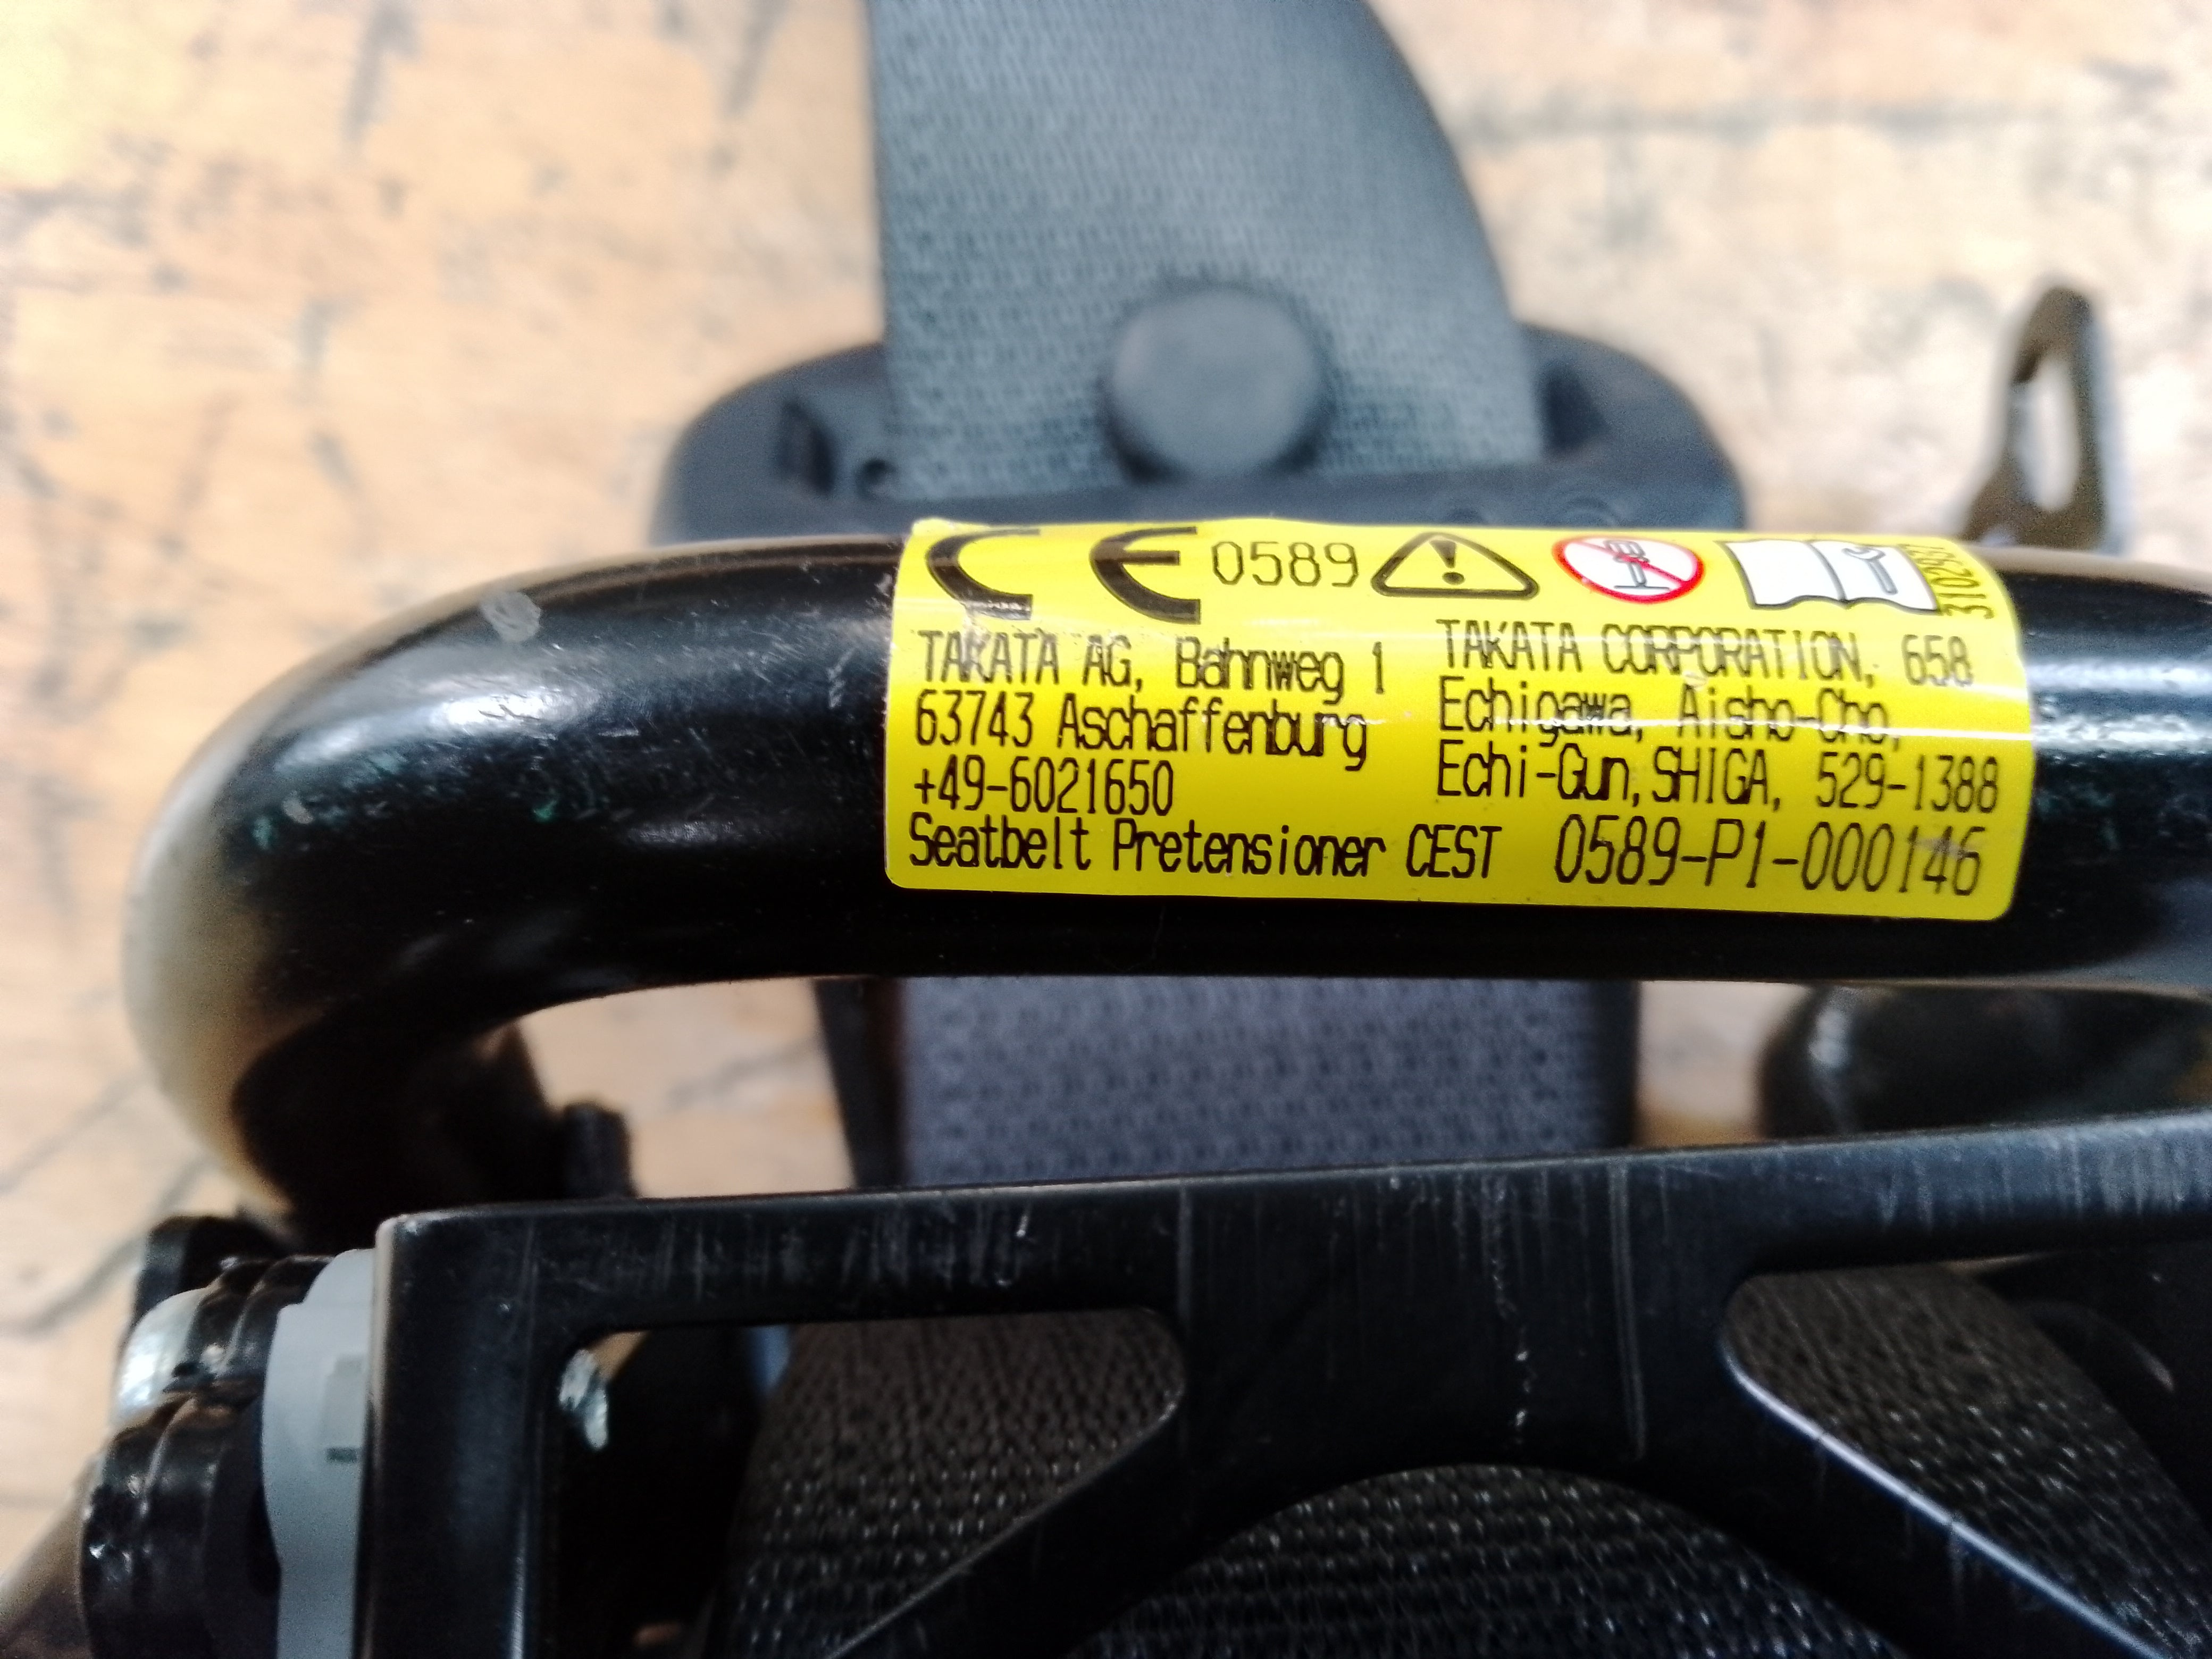 CE 0589
TAKATA AG, Bahnweg 1
63743 Aschaffenburg
+49-6021650
TAKATA CORPORATION, 658
Echigawa, Aisho-Cho,
Echi-Gun, SHIGA, 529-1388
Seatbelt Pretensioner CEST 0589-P1-000146